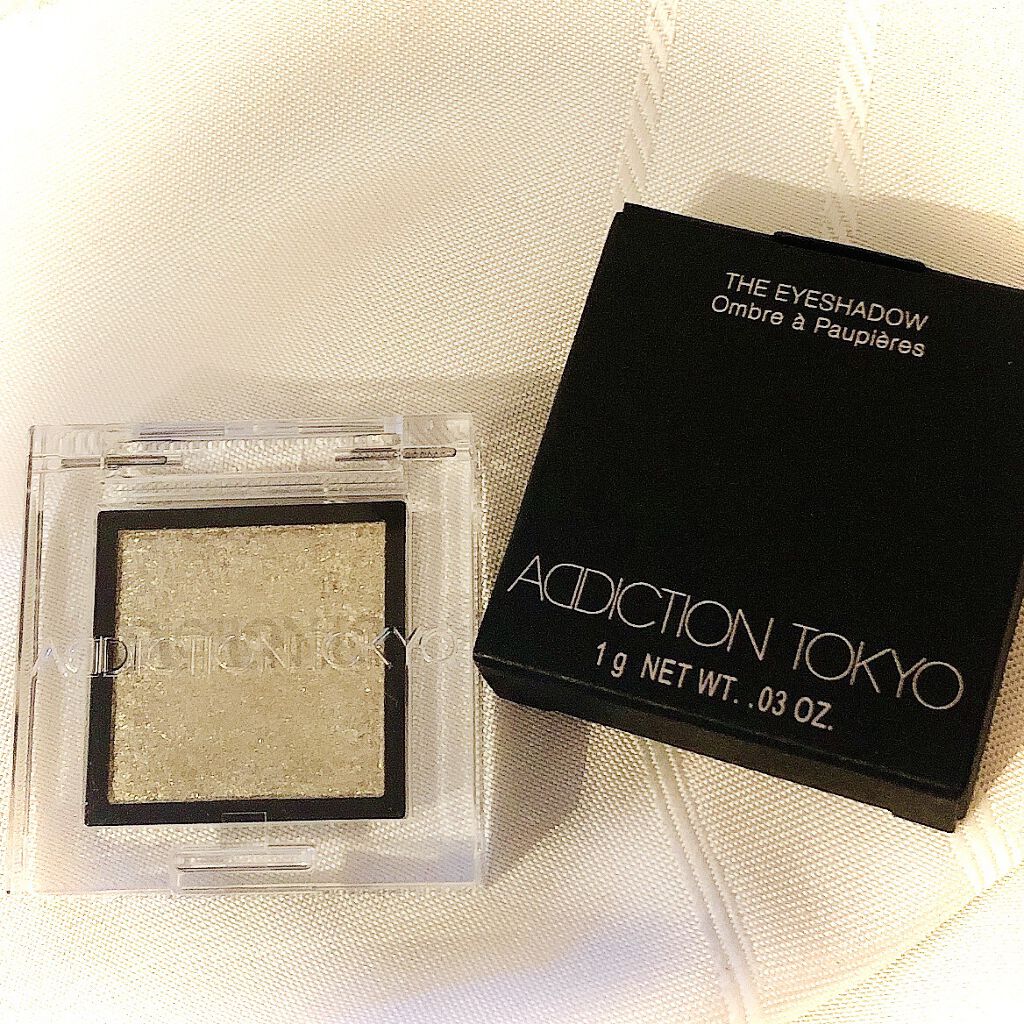 THE EYESHADOW
Ombre à Paupières
ADDICTION TOKYO
1 g NET WT. .03 OZ.
ADDICTION TOKYO